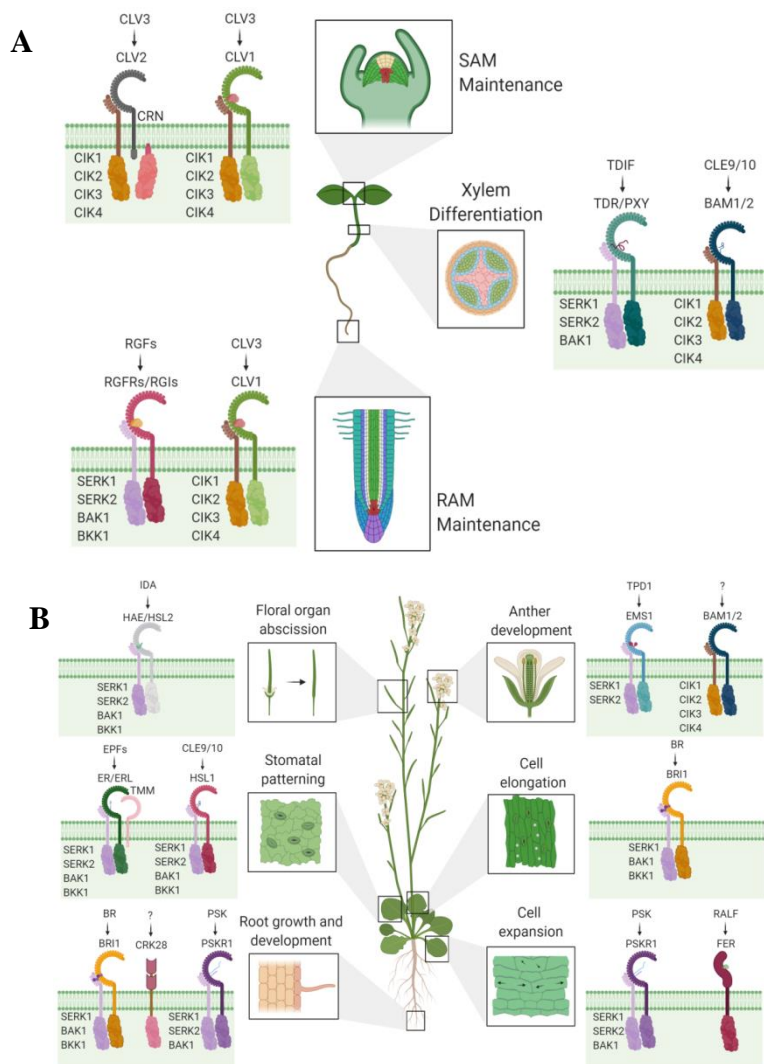 A
CLV3
CLV2
CRN
CIK1
CIK2
CIK3
CIK4
CLV3
CLV1
CIK1
CIK2
CIK3
CIK4
SAM
Maintenance
Xylem
Differentiation
TDIF
TDR/PXY
SERK1
SERK2
BAK1
CLE9/10
BAM1/2
CIK1
CIK2
CIK3
CIK4
RGFs
RGFRs/RGIs
SERK1
SERK2
BAK1
BKK1
CLV3
CLV1
CIK1
CIK2
CIK3
CIK4
RAM
Maintenance
B
IDA
HAE/HSL2
SERK1
SERK2
BAK1
BKK1
Floral organ
abscission
Anther
development
TPD1
EMS1
SERK1
SERK2
?
BAM1/2
CIK1
CIK2
CIK3
CIK4
EPFs
ER/ERL
TMM
SERK1
SERK2
BAK1
BKK1
CLE9/10
HSL1
SERK1
SERK2
BAK1
BKK1
Stomatal
patterning
Cell
elongation
BR
BRI1
SERK1
BAK1
BKK1
BR
BRI1
SERK1
BAK1
BKK1
?
CRK28
PSK
PSKR1
SERK1
SERK2
BAK1
Root growth and
development
Cell
expansion
PSK
PSKR1
SERK1
SERK2
BAK1
RALF
FER